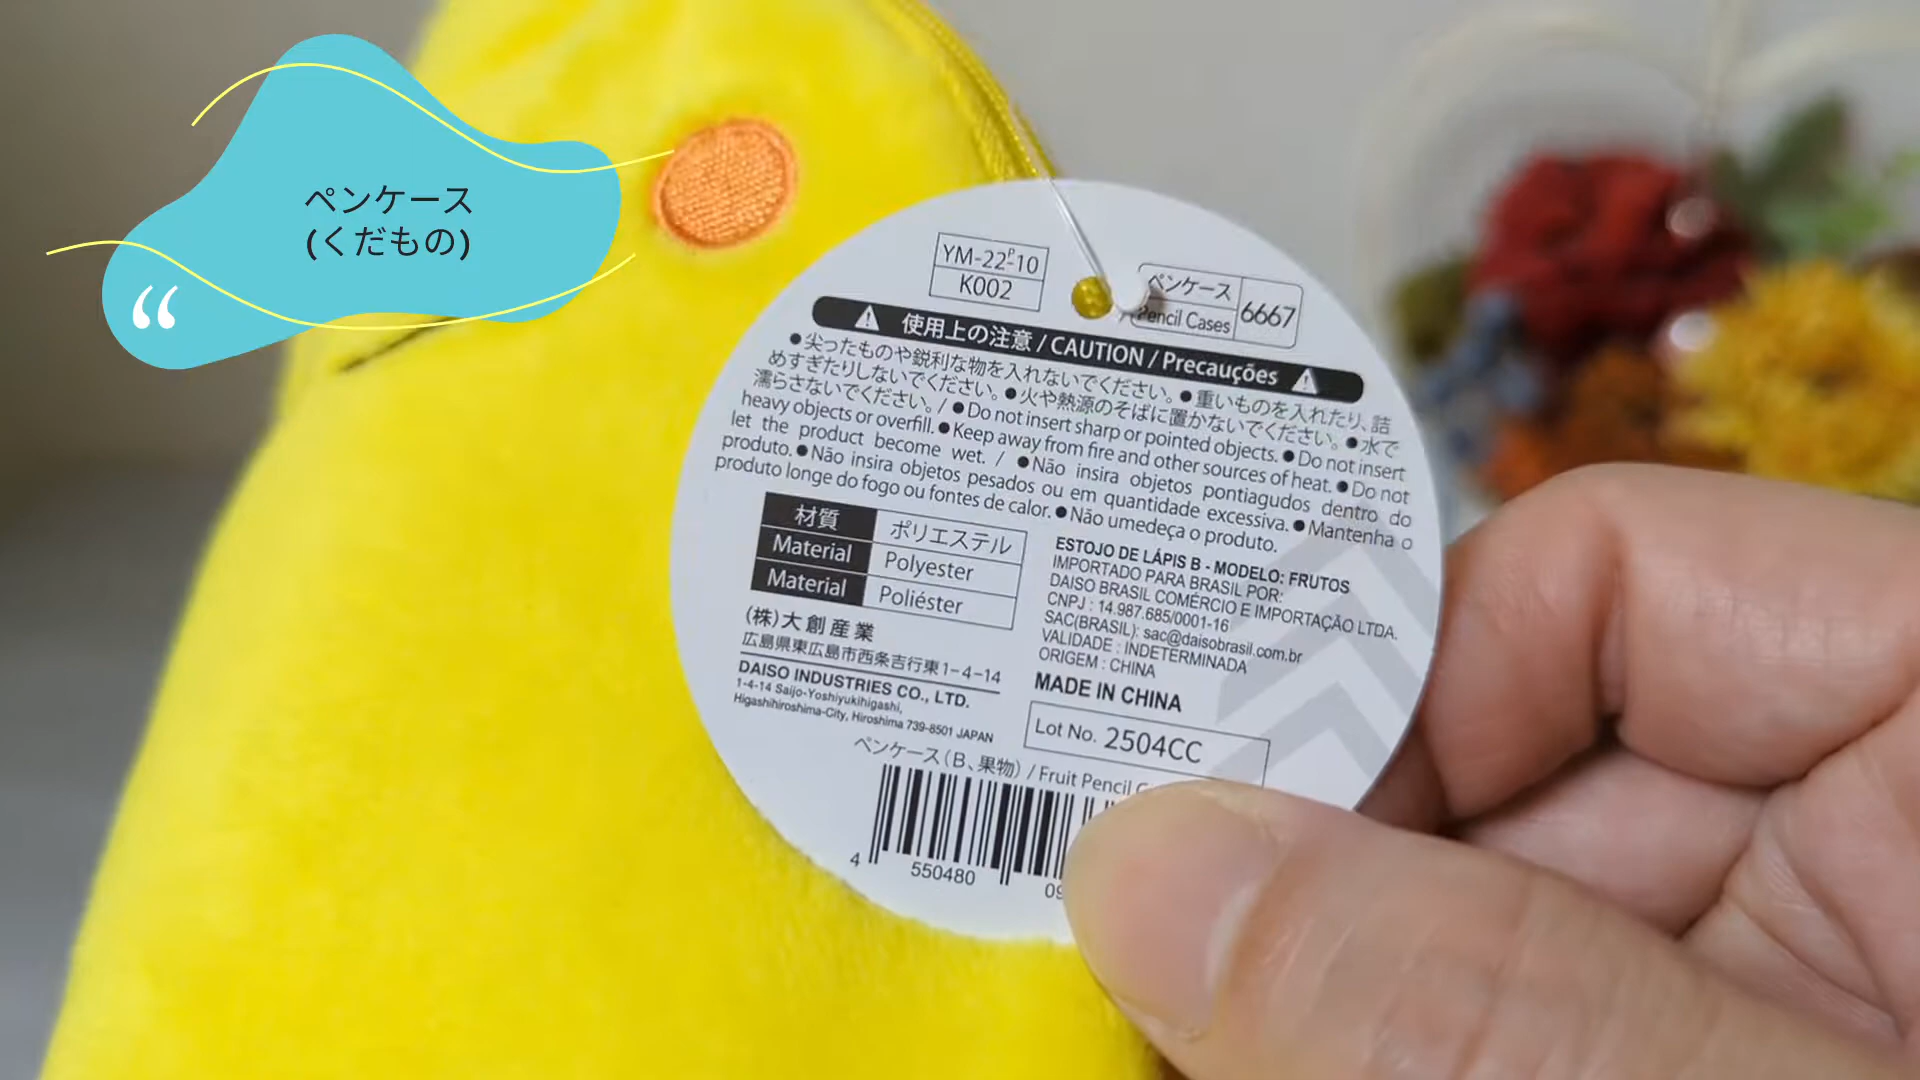 ペンケース
(くだもの)
“
YM-22-P10
K002
ペンケース
Pencil Cases
6667
使用上の注意 / CAUTION / Precauções
●尖ったものや鋭利な物を入れないでください。●重いものを入れたり、詰
めすぎたりしないでください。●火や熱源のそばに置かないでください。●水で
濡らさないでください。/ ●Do not insert sharp or pointed objects. ●Do not insert
heavy objects or overfill. ●Keep away from fire and other sources of heat. ●Do not
let the product become wet. / ●Não insira objetos pontiagudos dentro do
produto. ●Não insira objetos pesados ou em quantidade excessiva. ●Mantenha o
produto longe do fogo ou fontes de calor. ●Não umedeça o produto.
材質 ポリエステル
Material Polyester
Material Poliéster
(株)大創産業
広島県東広島市西条吉行東1-4-14
DAISO INDUSTRIES CO., LTD.
1-4-14 Saijo-Yoshiyukihigashi,
Higashihiroshima-City, Hiroshima 739-8501 JAPAN
ESTOJO DE LÁPIS B - MODELO: FRUTOS
IMPORTADO PARA BRASIL POR:
DAISO BRASIL COMÉRCIO E IMPORTAÇÃO LTDA.
CNPJ : 14.987.685/0001-16
SAC(BRASIL): sac@daisobrasil.com.br
VALIDADE : INDETERMINADA
ORIGEM : CHINA
MADE IN CHINA
Lot No. 2504CC
ペンケース(B、果物) / Fruit Pencil
4 550480 09